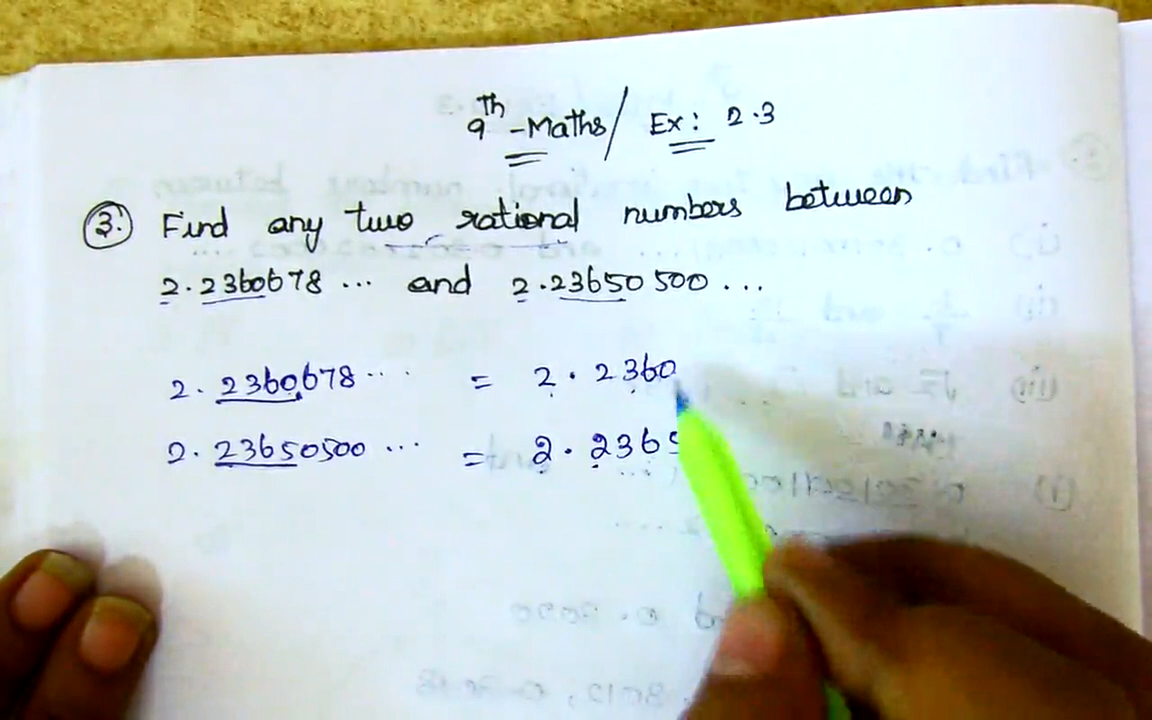 9th - Maths / Ex: 2.3
3. Find any two rational numbers between
2.2360678 ... and 2.23650500 ...
2.2360678 ... = 2.2360
2.23650500 ... = 2.2365